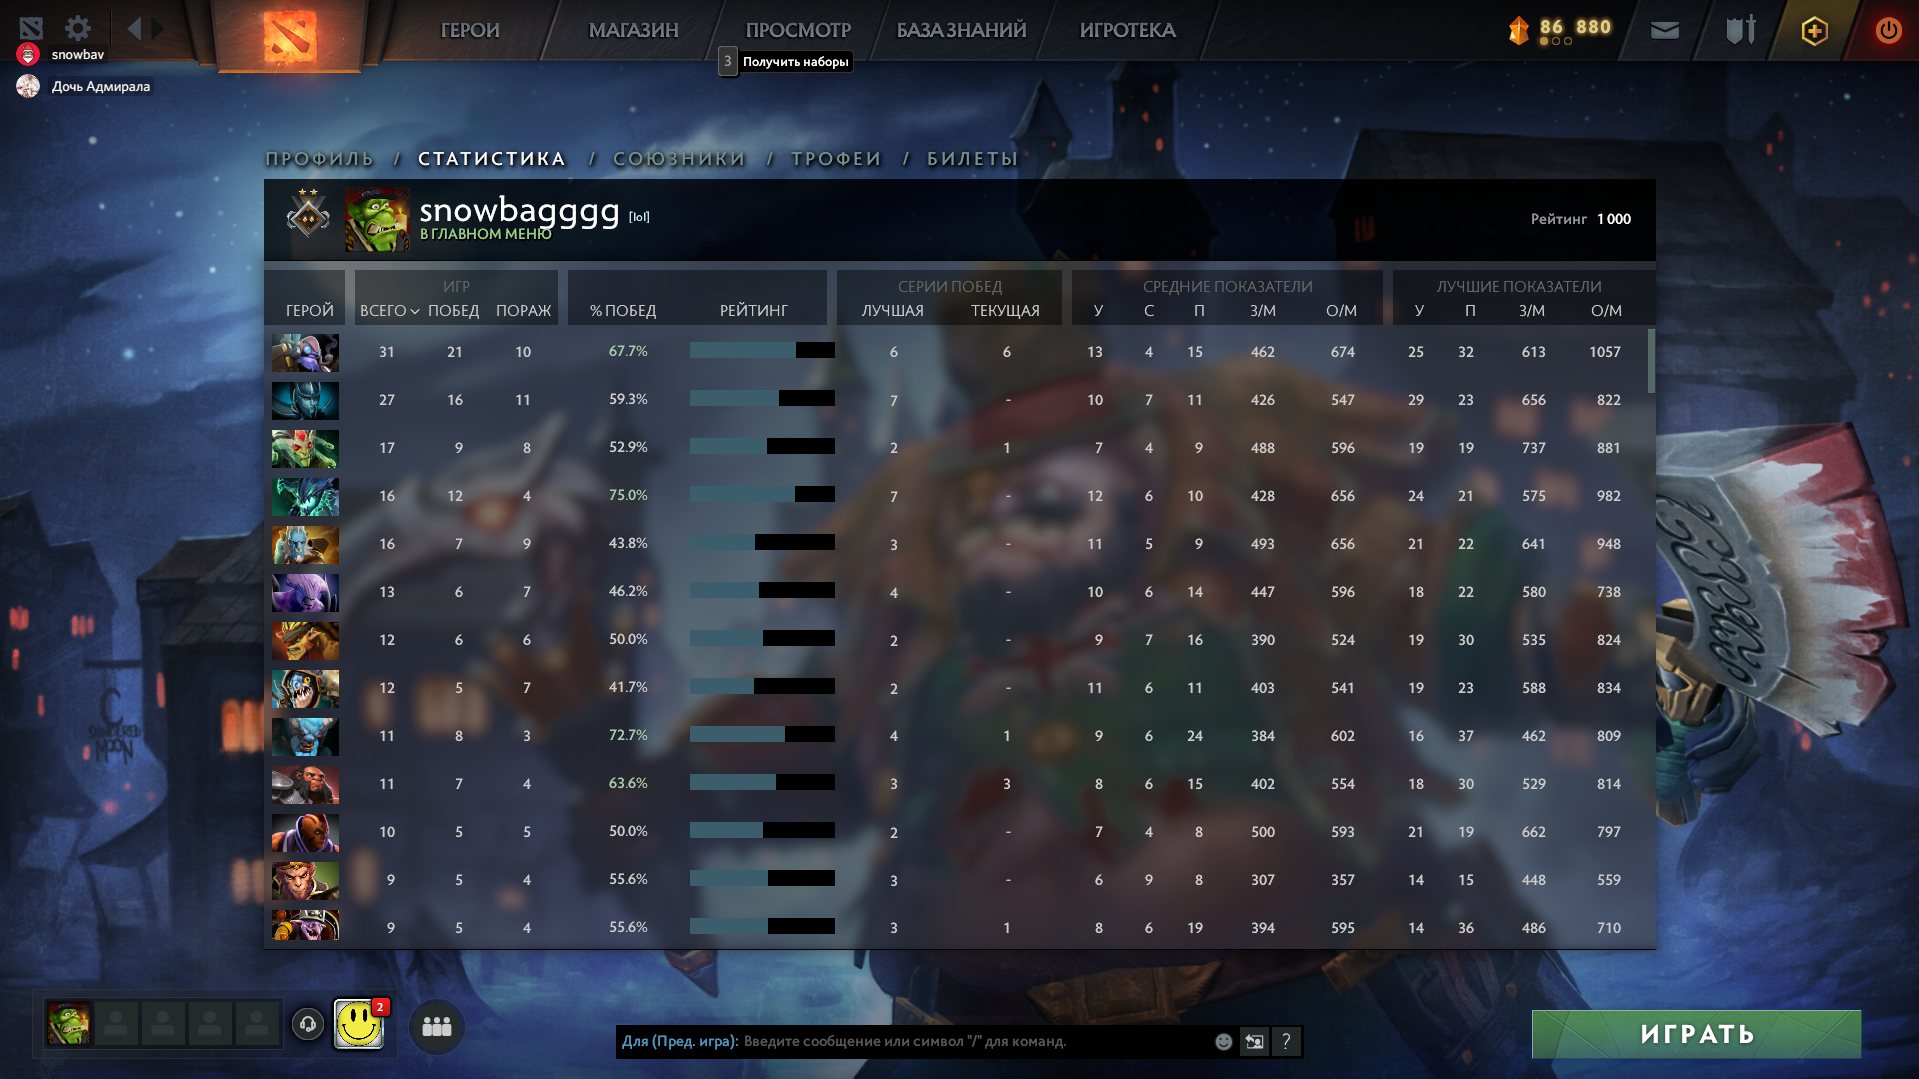 ГЕРОИ МАГАЗИН ПРОСМОТР БАЗА ЗНАНИЙ ИГРОТЕКА 86 880
snowbav
3 Получить наборы
Дочь Адмирала
ПРОФИЛЬ / СТАТИСТИКА / СОЮЗНИКИ / ТРОФЕИ / БИЛЕТЫ
snowbagggg [lol]
В ГЛАВНОМ МЕНЮ
Рейтинг 1 000
ИГР СЕРИИ ПОБЕД СРЕДНИЕ ПОКАЗАТЕЛИ ЛУЧШИЕ ПОКАЗАТЕЛИ
ГЕРОЙ ВСЕГО ПОБЕД ПОРАЖ % ПОБЕД РЕЙТИНГ ЛУЧШАЯ ТЕКУЩАЯ У С П З/М О/М У П З/М О/М
31 21 10 67.7% 6 6 13 4 15 462 674 25 32 613 1057
27 16 11 59.3% 7 - 10 7 11 426 547 29 23 656 822
17 9 8 52.9% 2 1 7 4 9 488 596 19 19 737 881
16 12 4 75.0% 7 - 12 6 10 428 656 24 21 575 982
16 7 9 43.8% 3 - 11 5 9 493 656 21 22 641 948
13 6 7 46.2% 4 - 10 6 14 447 596 18 22 580 738
12 6 6 50.0% 2 - 9 7 16 390 524 19 30 535 824
12 5 7 41.7% 2 - 11 6 11 403 541 19 23 588 834
11 8 3 72.7% 4 1 9 6 24 384 602 16 37 462 809
11 7 4 63.6% 3 3 8 6 15 402 554 18 30 529 814
10 5 5 50.0% 2 - 7 4 8 500 593 21 19 662 797
9 5 4 55.6% 3 - 6 9 8 307 357 14 15 448 559
9 5 4 55.6% 3 1 8 6 19 394 595 14 36 486 710
2
Для (Пред. игра): Введите сообщение или символ "/" для команд.
?
ИГРАТЬ